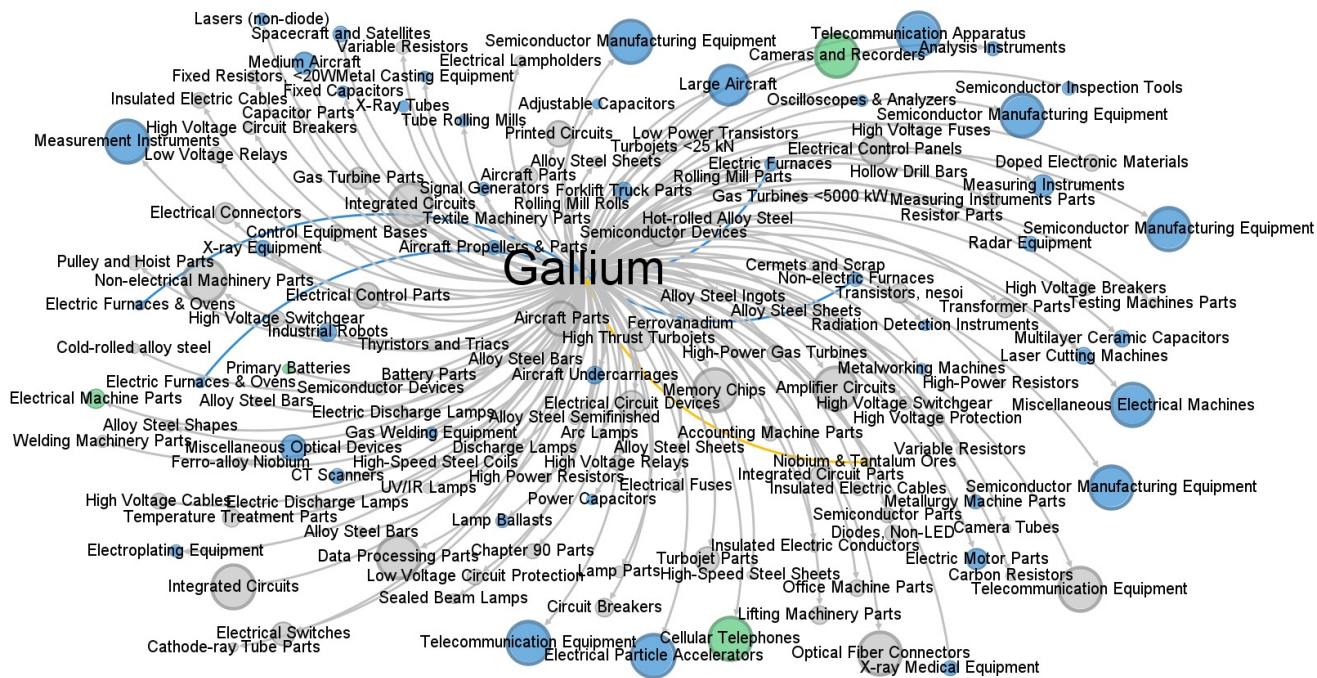 Lasers (non-diode)
Spacecraft and Satellites
Variable Resistors
Semiconductor Manufacturing Equipment
Telecommunication Apparatus
Analysis Instruments
Cameras and Recorders
Medium Aircraft
Electrical Lampholders
Fixed Resistors, <20W
Metal Casting Equipment
Large Aircraft
Semiconductor Inspection Tools
Fixed Capacitors
Insulated Electric Cables
X-Ray Tubes
Adjustable Capacitors
Oscilloscopes & Analyzers
Capacitor Parts
Tube Rolling Mills
Semiconductor Manufacturing Equipment
High Voltage Circuit Breakers
Printed Circuits
Low Power Transistors
High Voltage Fuses
Measurement Instruments
Turbojets <25 kN
Electrical Control Panels
Low Voltage Relays
Alloy Steel Sheets
Electric Furnaces
Doped Electronic Materials
Gas Turbine Parts
Aircraft Parts
Rolling Mill Parts
Hollow Drill Bars
Signal Generators
Forklift Truck Parts
Measuring Instruments
Integrated Circuits
Rolling Mill Rolls
Gas Turbines <5000 kW
Measuring Instruments Parts
Electrical Connectors
Textile Machinery Parts
Hot-rolled Alloy Steel
Resistor Parts
Control Equipment Bases
Semiconductor Devices
Semiconductor Manufacturing Equipment
X-ray Equipment
Aircraft Propellers & Parts
Radar Equipment
Pulley and Hoist Parts
Gallium
Cermets and Scrap
Non-electrical Machinery Parts
Non-electric Furnaces
High Voltage Breakers
Electric Furnaces & Ovens
Electrical Control Parts
Alloy Steel Ingots
Transistors, nesoi
Testing Machines Parts
Transformer Parts
High Voltage Switchgear
Aircraft Parts
Alloy Steel Sheets
Industrial Robots
Ferrovanadium
Radiation Detection Instruments
Cold-rolled alloy steel
Thyristors and Triacs
High Thrust Turbojets
Multilayer Ceramic Capacitors
Alloy Steel Bars
High-Power Gas Turbines
Laser Cutting Machines
Primary Batteries
Battery Parts
Aircraft Undercarriages
Metalworking Machines
Electric Furnaces & Ovens
Semiconductor Devices
Memory Chips
Amplifier Circuits
High-Power Resistors
Electrical Machine Parts
Alloy Steel Bars
Electrical Circuit Devices
High Voltage Switchgear
Miscellaneous Electrical Machines
Electric Discharge Lamps
Alloy Steel Semifinished
High Voltage Protection
Alloy Steel Shapes
Gas Welding Equipment
Arc Lamps
Accounting Machine Parts
Welding Machinery Parts
Miscellaneous Optical Devices
Discharge Lamps
Alloy Steel Sheets
Variable Resistors
Ferro-alloy Niobium
High-Speed Steel Coils
High Voltage Relays
Niobium & Tantalum Ores
CT Scanners
High Power Resistors
Integrated Circuit Parts
UV/IR Lamps
Electrical Fuses
Insulated Electric Cables
Semiconductor Manufacturing Equipment
High Voltage Cables
Electric Discharge Lamps
Power Capacitors
Metallurgy Machine Parts
Temperature Treatment Parts
Lamp Ballasts
Semiconductor Parts
Camera Tubes
Alloy Steel Bars
Diodes, Non-LED
Electroplating Equipment
Data Processing Parts
Chapter 90 Parts
Insulated Electric Conductors
Turbojet Parts
Electric Motor Parts
Low Voltage Circuit Protection
Lamp Parts
High-Speed Steel Sheets
Carbon Resistors
Integrated Circuits
Office Machine Parts
Telecommunication Equipment
Sealed Beam Lamps
Circuit Breakers
Lifting Machinery Parts
Electrical Switches
Telecommunication Equipment
Cellular Telephones
Cathode-ray Tube Parts
Electrical Particle Accelerators
Optical Fiber Connectors
X-ray Medical Equipment